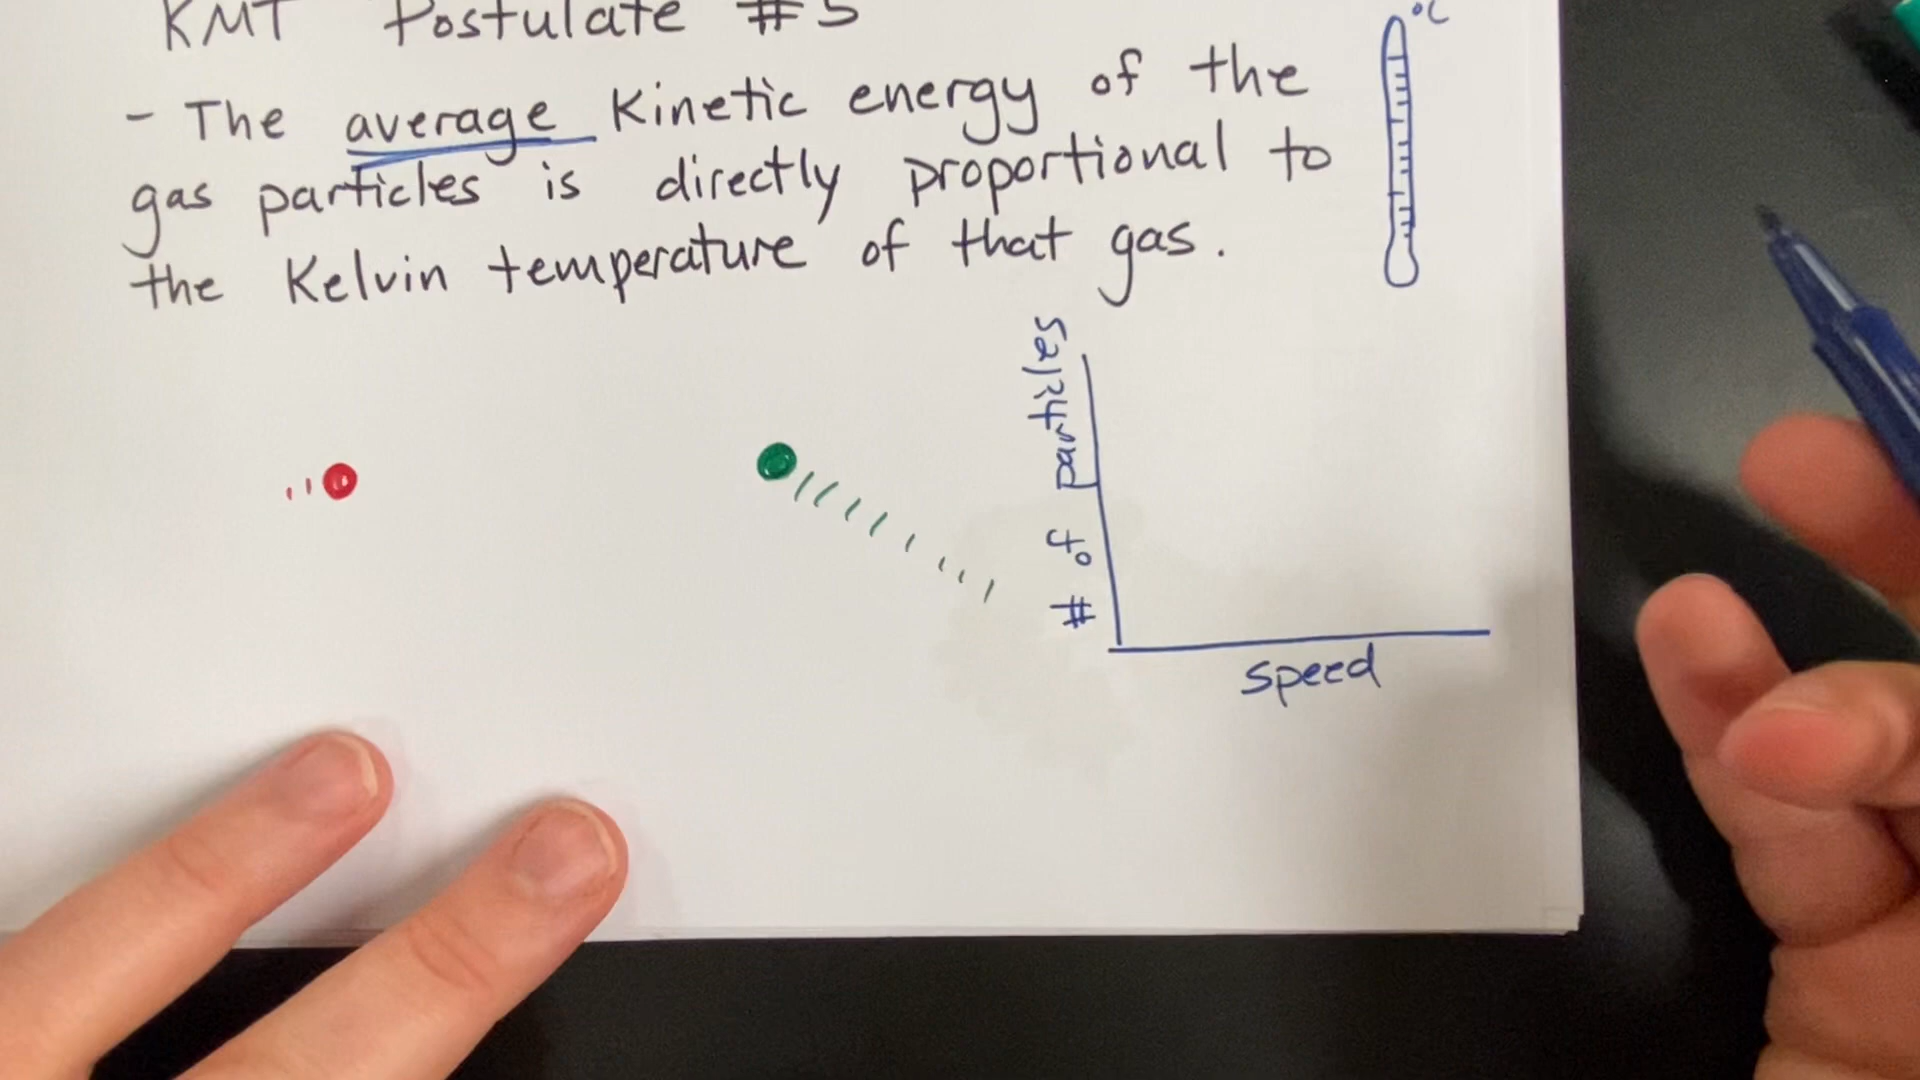 KMT Postulate #5
- The average kinetic energy of the
gas particles is directly proportional to
the Kelvin temperature of that gas.
°C
# of particles
speed